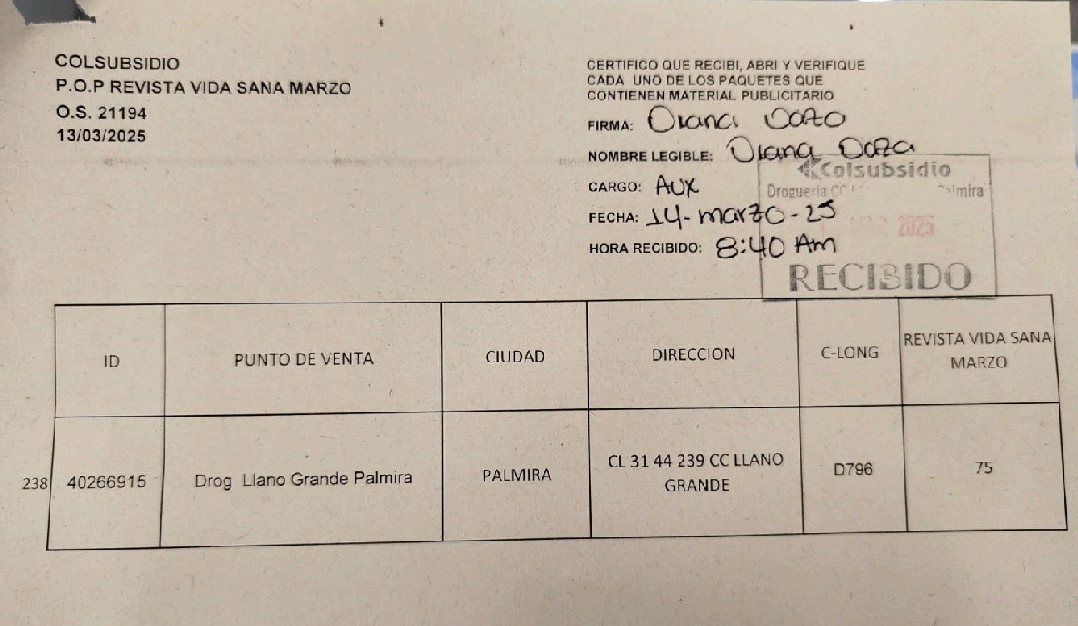 COLSUBSIDIO
P.O.P REVISTA VIDA SANA MARZO
O.S. 21194
13/03/2025
CERTIFICO QUE RECIBI, ABRI Y VERIFIQUE
CADA UNO DE LOS PAQUETES QUE
CONTIENEN MATERIAL PUBLICITARIO
FIRMA: Diana Daza
NOMBRE LEGIBLE: Diana Daza
CARGO: Aux
FECHA: 14-marzo-25
HORA RECIBIDO: 8:40 Am
Colsubsidio
Drogueria
2025
RECIBIDO
ID PUNTO DE VENTA CIUDAD DIRECCION C-LONG REVISTA VIDA SANA
MARZO
238 40266915 Drog Llano Grande Palmira PALMIRA CL 31 44 239 CC LLANO
GRANDE D796 75